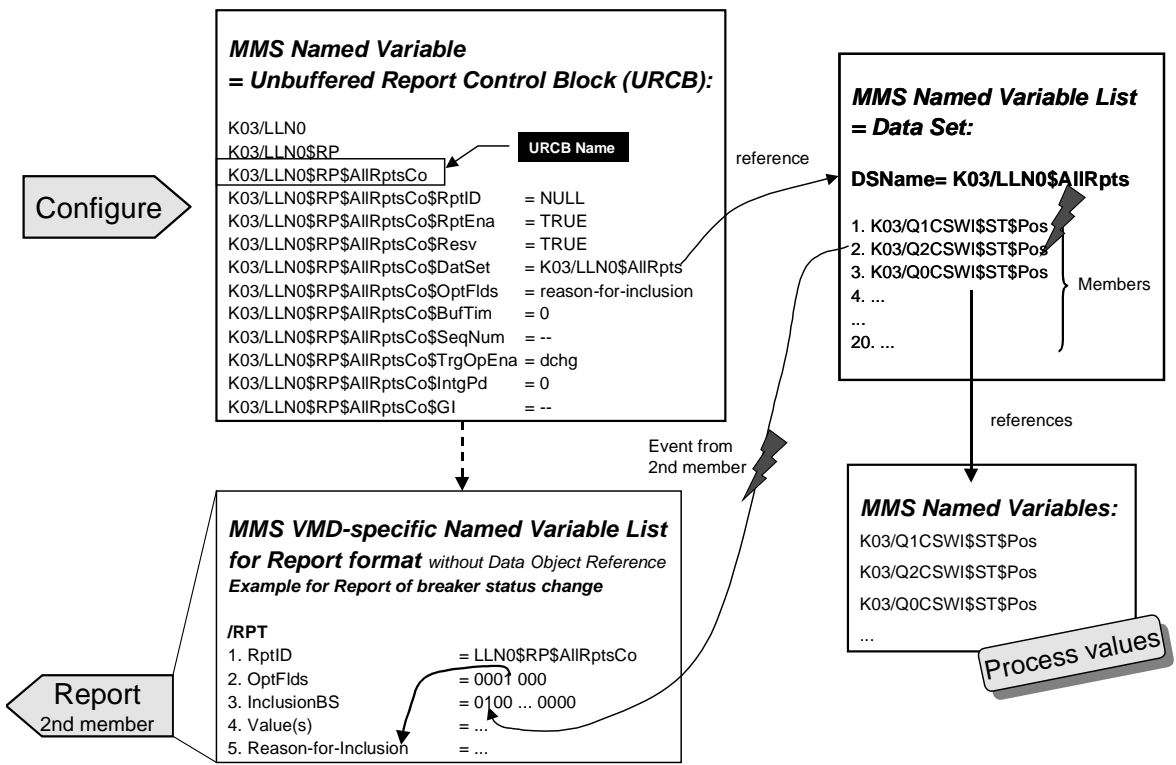 MMS Named Variable
= Unbuffered Report Control Block (URCB):
K03/LLN0
K03/LLN0$RP
K03/LLN0$RP$AllRptsCo
URCB Name
K03/LLN0$RP$AllRptsCo$RptID = NULL
K03/LLN0$RP$AllRptsCo$RptEna = TRUE
K03/LLN0$RP$AllRptsCo$Resv = TRUE
K03/LLN0$RP$AllRptsCo$DatSet = K03/LLN0$AllRpts
K03/LLN0$RP$AllRptsCo$OptFlds = reason-for-inclusion
K03/LLN0$RP$AllRptsCo$BufTim = 0
K03/LLN0$RP$AllRptsCo$SeqNum = --
K03/LLN0$RP$AllRptsCo$TrgOpEna = dchg
K03/LLN0$RP$AllRptsCo$IntgPd = 0
K03/LLN0$RP$AllRptsCo$GI = --
Configure
reference
MMS Named Variable List
= Data Set:
DSName= K03/LLN0$AllRpts
1. K03/Q1CSWI$ST$Pos
2. K03/Q2CSWI$ST$Pos
3. K03/Q0CSWI$ST$Pos
4. ...
...
20. ...
Members
references
Event from
2nd member
MMS Named Variables:
K03/Q1CSWI$ST$Pos
K03/Q2CSWI$ST$Pos
K03/Q0CSWI$ST$Pos
...
Process values
MMS VMD-specific Named Variable List
for Report format without Data Object Reference
Example for Report of breaker status change
/RPT
1. RptID = LLN0$RP$AllRptsCo
2. OptFlds = 0001 000
3. InclusionBS = 0100 ... 0000
4. Value(s) = ...
5. Reason-for-Inclusion = ...
Report
2nd member